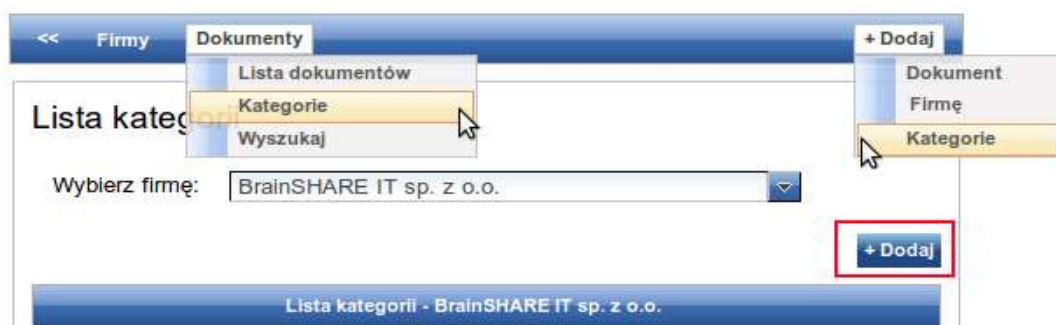 << Firmy Dokumenty + Dodaj
Lista dokumentów
Kategorie
Wyszukaj
Dokument
Firmę
Kategorie
Lista kategorii
Wybierz firmę: BrainSHARE IT sp. z o.o.
+ Dodaj
Lista kategorii - BrainSHARE IT sp. z o.o.